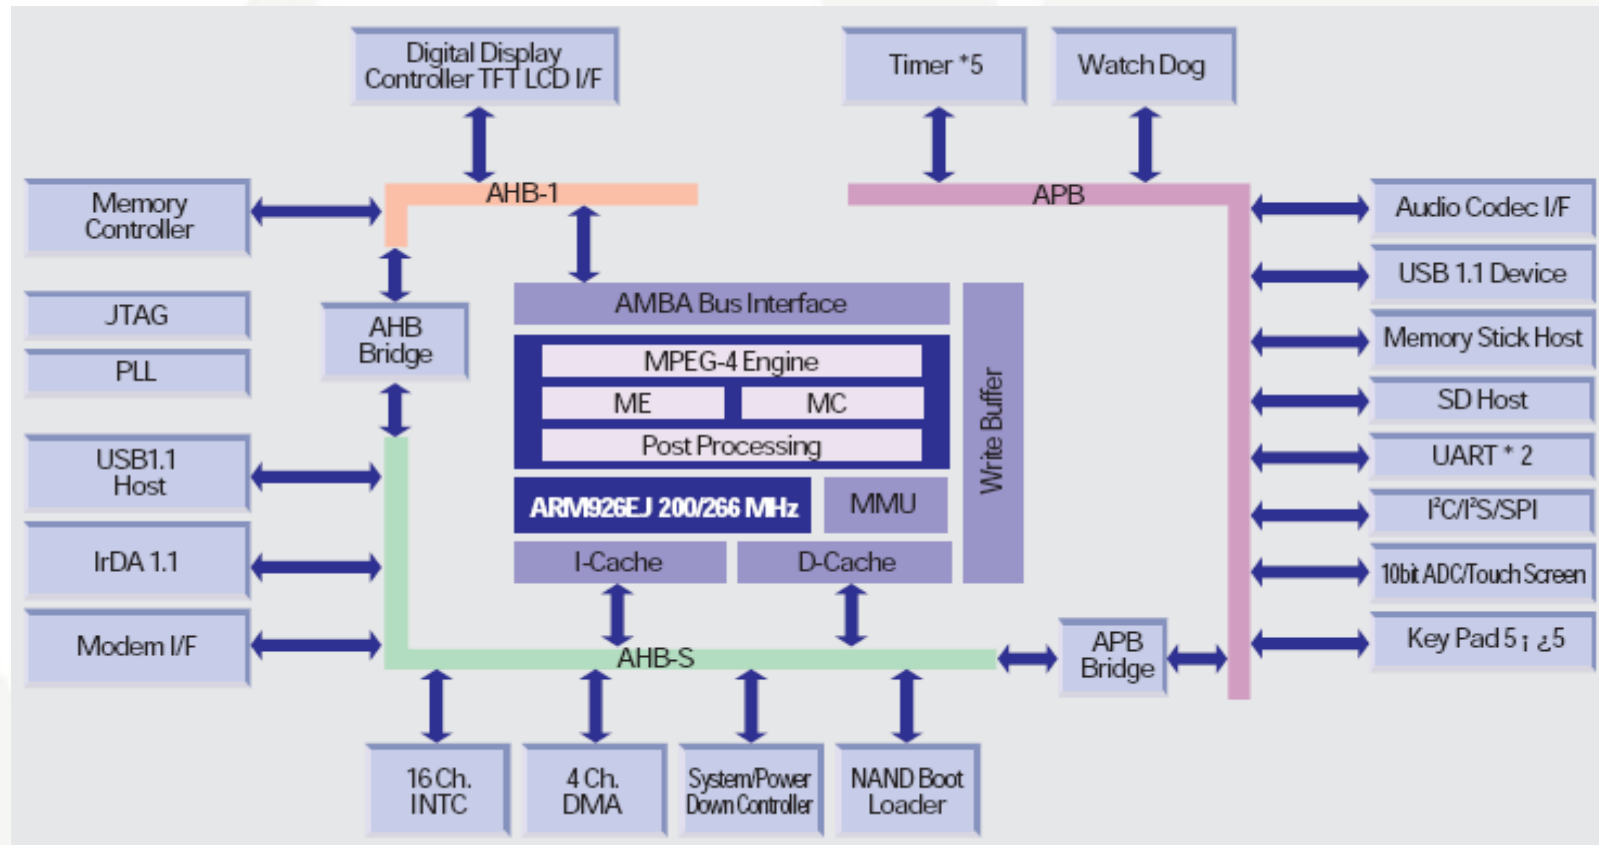 Digital Display
Controller TFT LCD I/F
Timer *5
Watch Dog
Memory
Controller
AHB-1
APB
Audio Codec I/F
USB 1.1 Device
JTAG
AHB
Bridge
AMBA Bus Interface
PLL
MPEG-4 Engine
Memory Stick Host
ME
MC
SD Host
Post Processing
Write Buffer
USB1.1
Host
UART * 2
ARM926EJ 200/266 MHz
MMU
I²C/I²S/SPI
IrDA 1.1
I-Cache
D-Cache
10bit ADC/Touch Screen
Modem I/F
AHB-S
APB
Bridge
Key Pad 5 ¡ ¿5
16 Ch.
INTC
4 Ch.
DMA
System/Power
Down Controller
NAND Boot
Loader